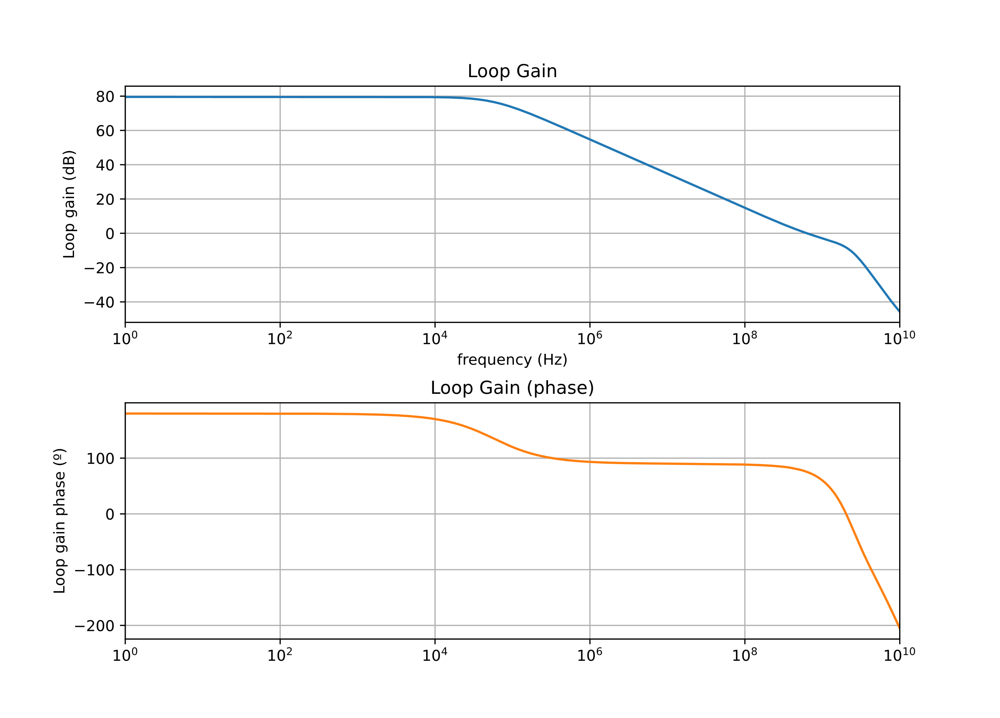 Loop Gain
Loop gain (dB)
80
60
40
20
0
−20
−40
10⁰ 10² 10⁴ 10⁶ 10⁸ 10¹⁰
frequency (Hz)
Loop Gain (phase)
Loop gain phase (º)
100
0
−100
−200
10⁰ 10² 10⁴ 10⁶ 10⁸ 10¹⁰